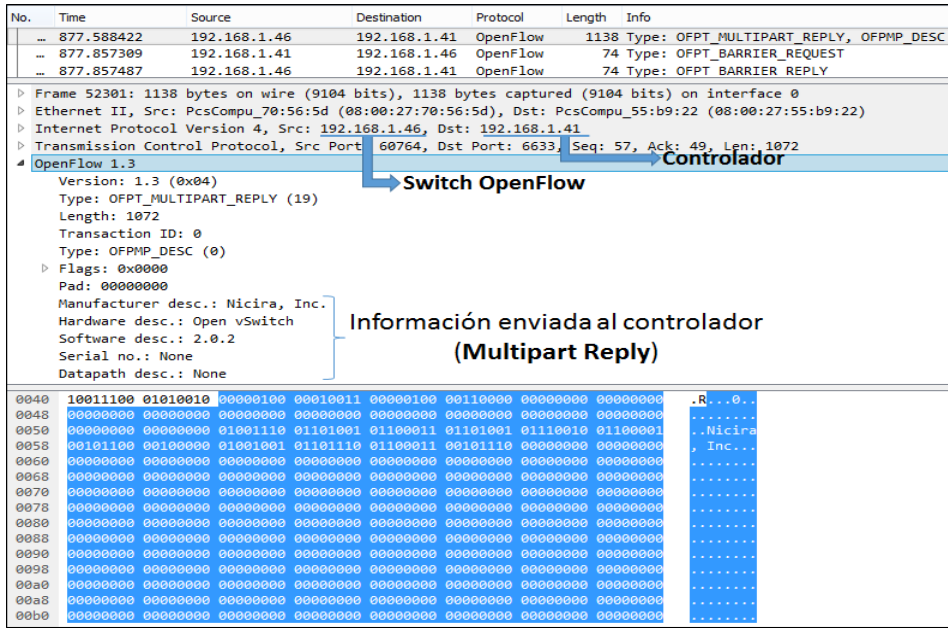 No. Time Source Destination Protocol Length Info
... 877.588422 192.168.1.46 192.168.1.41 OpenFlow 1138 Type: OFPT_MULTIPART_REPLY, OFPMP_DESC
... 877.857309 192.168.1.41 192.168.1.46 OpenFlow 74 Type: OFPT_BARRIER_REQUEST
... 877.857487 192.168.1.46 192.168.1.41 OpenFlow 74 Type: OFPT_BARRIER_REPLY
Frame 52301: 1138 bytes on wire (9104 bits), 1138 bytes captured (9104 bits) on interface 0
Ethernet II, Src: PcsCompu_70:56:5d (08:00:27:70:56:5d), Dst: PcsCompu_55:b9:22 (08:00:27:55:b9:22)
Internet Protocol Version 4, Src: 192.168.1.46, Dst: 192.168.1.41
Transmission Control Protocol, Src Port: 60764, Dst Port: 6633, Seq: 57, Ack: 49, Len: 1072
Controlador
OpenFlow 1.3
Switch OpenFlow
Version: 1.3 (0x04)
Type: OFPT_MULTIPART_REPLY (19)
Length: 1072
Transaction ID: 0
Type: OFPMP_DESC (0)
Flags: 0x0000
Pad: 00000000
Manufacturer desc.: Nicira, Inc.
Hardware desc.: Open vSwitch
Software desc.: 2.0.2
Serial no.: None
Datapath desc.: None
Información enviada al controlador
(Multipart Reply)
0040 10011100 01010010 00000100 00010011 00000100 00110000 00000000 00000000 .R...0..
0048 00000000 00000000 00000000 00000000 00000000 00000000 00000000 00000000 ........
0050 00000000 00000000 01001110 01101001 01100011 01101001 01110010 01100001 ..Nicira
0058 00101100 00100000 01001001 01101110 01100011 00101110 00000000 00000000 , Inc...
0060 00000000 00000000 00000000 00000000 00000000 00000000 00000000 00000000 ........
0068 00000000 00000000 00000000 00000000 00000000 00000000 00000000 00000000 ........
0070 00000000 00000000 00000000 00000000 00000000 00000000 00000000 00000000 ........
0078 00000000 00000000 00000000 00000000 00000000 00000000 00000000 00000000 ........
0080 00000000 00000000 00000000 00000000 00000000 00000000 00000000 00000000 ........
0088 00000000 00000000 00000000 00000000 00000000 00000000 00000000 00000000 ........
0090 00000000 00000000 00000000 00000000 00000000 00000000 00000000 00000000 ........
0098 00000000 00000000 00000000 00000000 00000000 00000000 00000000 00000000 ........
00a0 00000000 00000000 00000000 00000000 00000000 00000000 00000000 00000000 ........
00a8 00000000 00000000 00000000 00000000 00000000 00000000 00000000 00000000 ........
00b0 00000000 00000000 00000000 00000000 00000000 00000000 00000000 00000000 ........